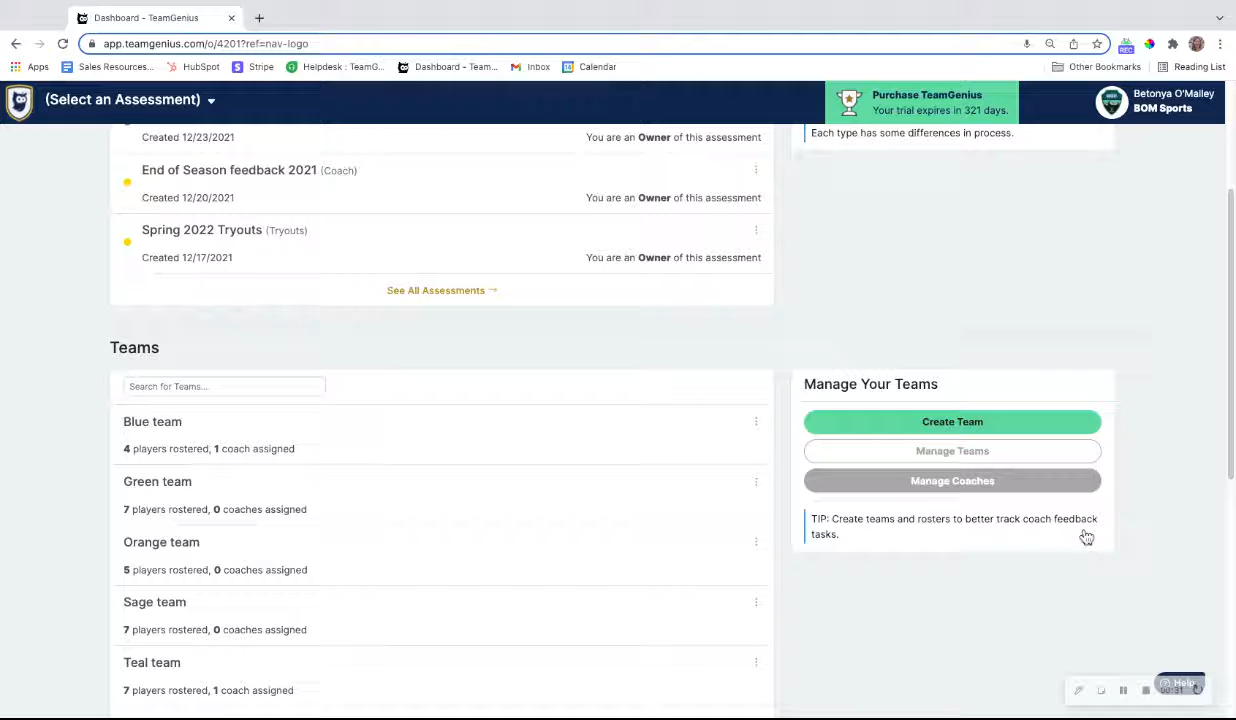 Dashboard - TeamGenius
app.teamgenius.com/o/4201?ref=nav-logo
REC
Apps
Sales Resources...
HubSpot
Stripe
Helpdesk : TeamG...
Dashboard - Team...
Inbox
Calendar
Other Bookmarks
Reading List
(Select an Assessment)
Purchase TeamGenius
Your trial expires in 321 days.
Betonya O'Malley
BOM Sports
Created 12/23/2021
You are an Owner of this assessment
Each type has some differences in process.
End of Season feedback 2021 (Coach)
Created 12/20/2021
You are an Owner of this assessment
Spring 2022 Tryouts (Tryouts)
Created 12/17/2021
You are an Owner of this assessment
See All Assessments →
Teams
Search for Teams...
Blue team
4 players rostered, 1 coach assigned
Green team
7 players rostered, 0 coaches assigned
Orange team
5 players rostered, 0 coaches assigned
Sage team
7 players rostered, 0 coaches assigned
Teal team
7 players rostered, 1 coach assigned
Manage Your Teams
Create Team
Manage Teams
Manage Coaches
TIP: Create teams and rosters to better track coach feedback
tasks.
Help
00:31